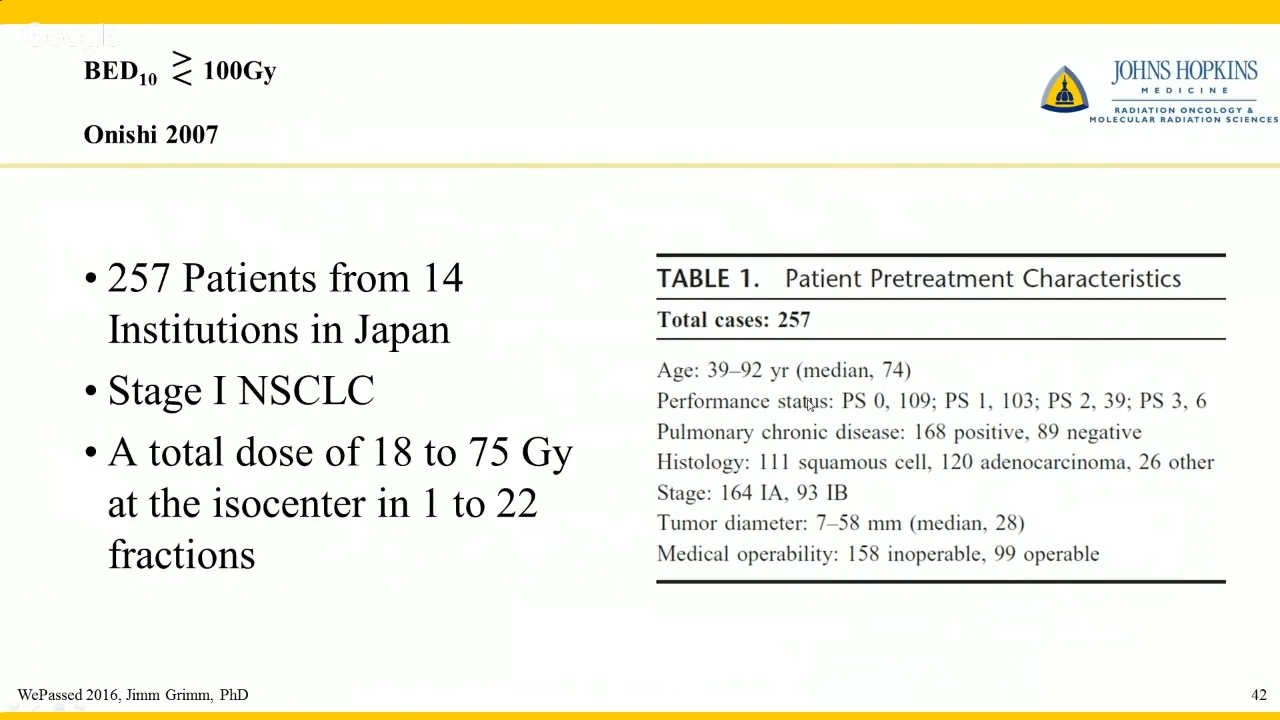 Google
BED10 ≷ 100Gy
Onishi 2007
JOHNS HOPKINS
MEDICINE
RADIATION ONCOLOGY &
MOLECULAR RADIATION SCIENCES
• 257 Patients from 14
Institutions in Japan
• Stage I NSCLC
• A total dose of 18 to 75 Gy
at the isocenter in 1 to 22
fractions
TABLE 1. Patient Pretreatment Characteristics
Total cases: 257
Age: 39–92 yr (median, 74)
Performance status: PS 0, 109; PS 1, 103; PS 2, 39; PS 3, 6
Pulmonary chronic disease: 168 positive, 89 negative
Histology: 111 squamous cell, 120 adenocarcinoma, 26 other
Stage: 164 IA, 93 IB
Tumor diameter: 7–58 mm (median, 28)
Medical operability: 158 inoperable, 99 operable
WePassed 2016, Jimm Grimm, PhD
42